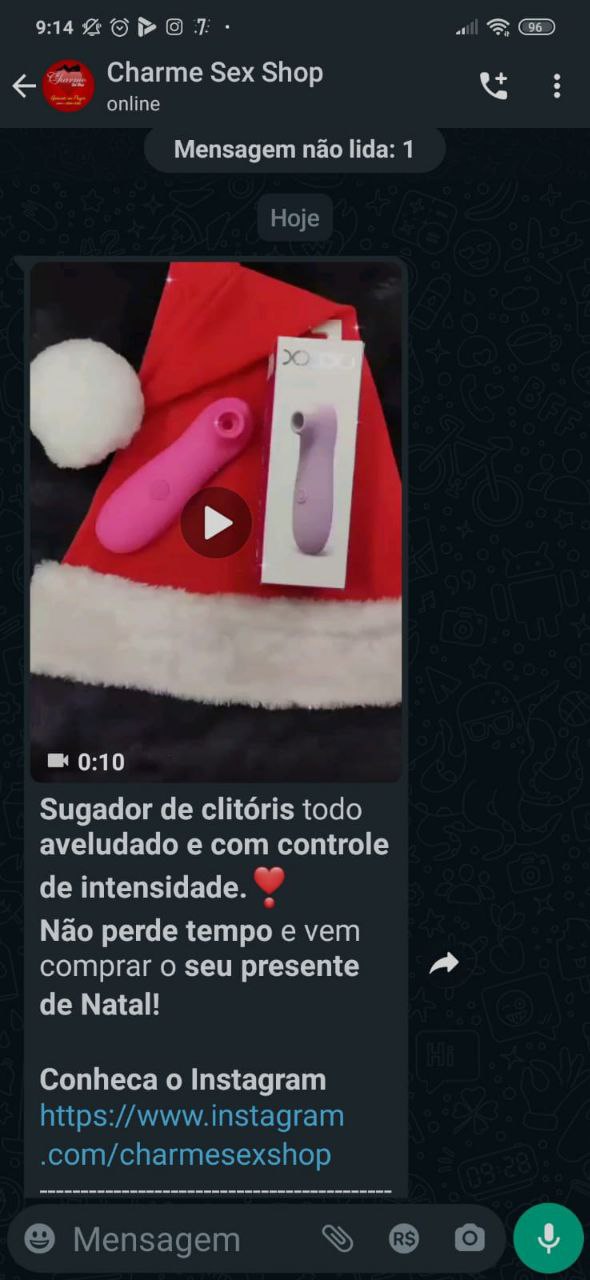 9:14
96
Charme Sex Shop
online
Mensagem não lida: 1
Hoje
0:10
Sugador de clitóris todo
aveludado e com controle
de intensidade.❣️
Não perde tempo e vem
comprar o seu presente
de Natal!
Conheca o Instagram
https://www.instagram
.com/charmesexshop
-------------------------------------------
Mensagem
R$